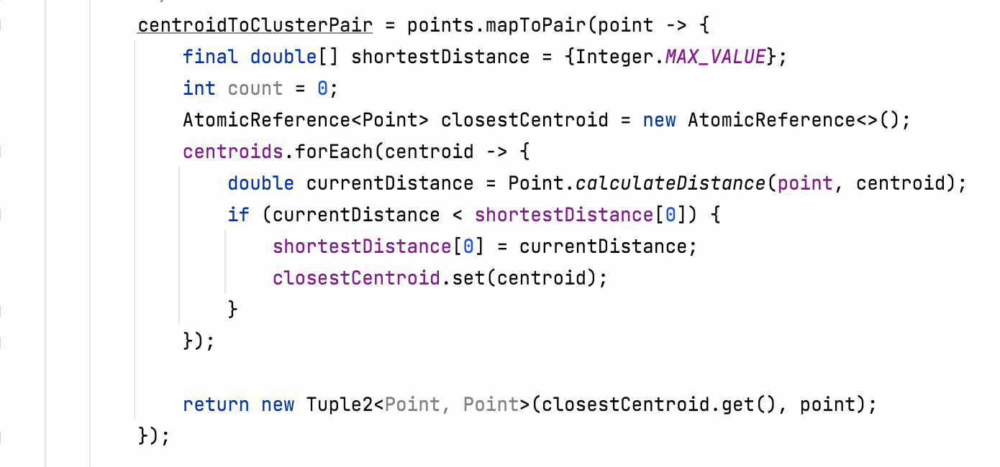 centroidToClusterPair = points.mapToPair(point -> {
final double[] shortestDistance = {Integer.MAX_VALUE};
int count = 0;
AtomicReference<Point> closestCentroid = new AtomicReference<>();
centroids.forEach(centroid -> {
double currentDistance = Point.calculateDistance(point, centroid);
if (currentDistance < shortestDistance[0]) {
shortestDistance[0] = currentDistance;
closestCentroid.set(centroid);
}
});
return new Tuple2<Point, Point>(closestCentroid.get(), point);
});